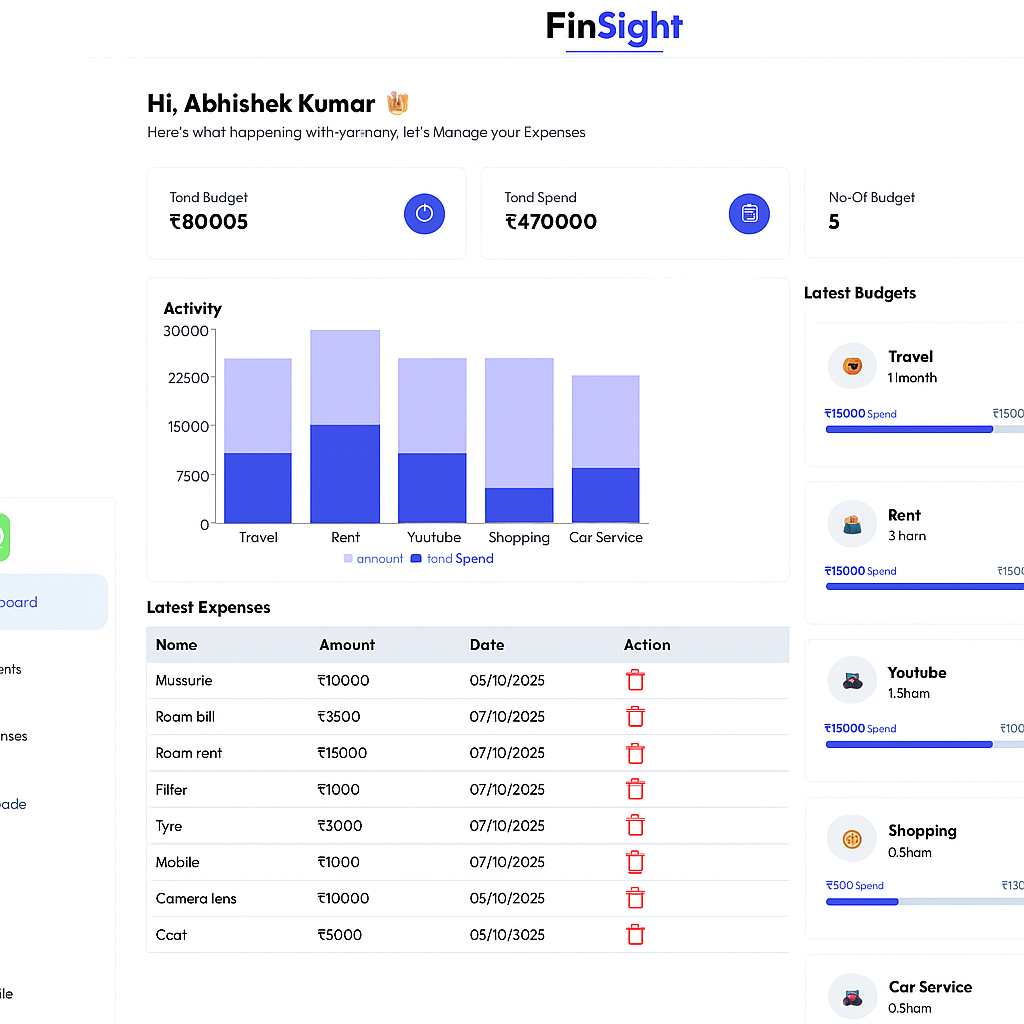 FinSight
Hi, Abhishek Kumar
Here's what happening with-yar-nany, let's Manage your Expenses
Tond Budget
₹80005
Tond Spend
₹470000
No-Of Budget
5
Activity
30000
22500
15000
7500
0
Travel Rent Yuutube Shopping Car Service
annount tond Spend
Latest Budgets
Travel
1 lmonth
₹15000 Spend ₹1500
Rent
3 harn
₹15000 Spend ₹1500
Youtube
1.5ham
₹15000 Spend ₹100
Shopping
0.5ham
₹500 Spend ₹130
Car Service
0.5ham
Latest Expenses
Nome Amount Date Action
Mussurie ₹10000 05/10/2025
Roam bill ₹3500 07/10/2025
Roam rent ₹15000 07/10/2025
Filfer ₹1000 07/10/2025
Tyre ₹3000 07/10/2025
Mobile ₹1000 07/10/2025
Camera lens ₹10000 05/10/2025
Ccat ₹5000 05/10/3025
board
ents
nses
ade
ile